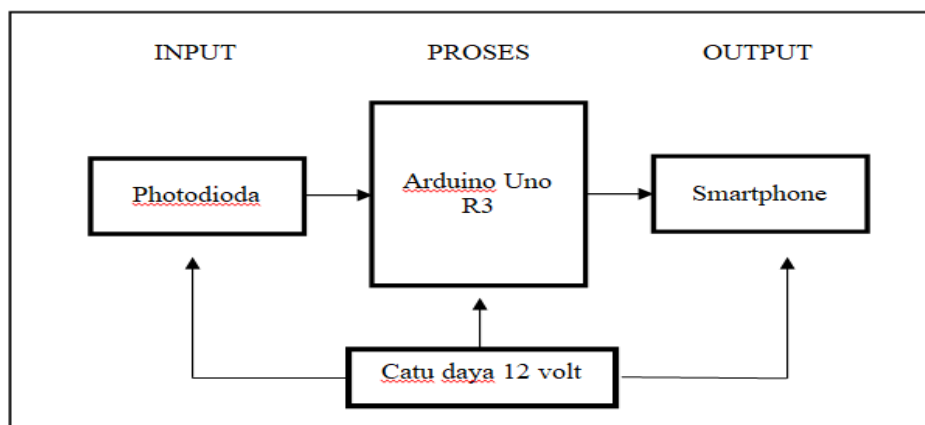 INPUT
PROSES
OUTPUT
Photodioda
Arduino Uno
R3
Smartphone
Catu daya 12 volt